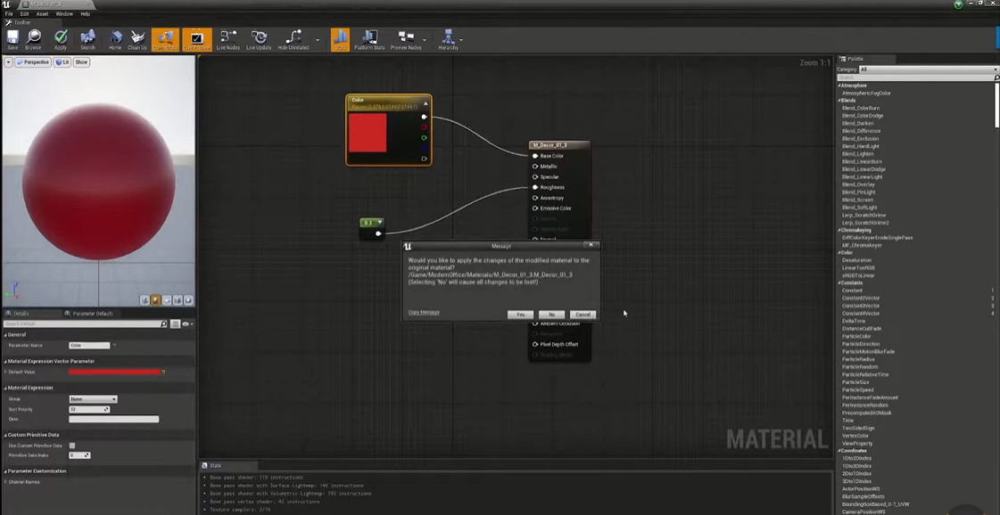 M_Decor_01_3
File Edit Asset Window Help
Toolbar
Save Browse Apply Search Home Clean Up Connectors Live Preview Live Nodes Live Update Hide Unrelated Stats Platform Stats Preview Nodes Hierarchy
Perspective Lit Show
Zoom 1:1
Palette
Category: All
Search
Atmosphere
AtmosphericFogColor
Blends
Blend_ColorBurn
Blend_ColorDodge
Blend_Darken
Blend_Difference
Blend_Exclusion
Blend_HardLight
Blend_Lighten
Blend_LinearBurn
Blend_LinearDodge
Blend_LinearLight
Blend_Overlay
Blend_PinLight
Blend_Screen
Blend_SoftLight
Lerp_ScratchGrime
Lerp_ScratchGrime2
Chromakeying
DiffColorKeyerErodeSinglePass
MF_Chromakeyer
Color
Desaturation
LinearTosRGB
sRGBtoLinear
Constants
Constant 1
Constant2Vector 2
Constant3Vector 3
Constant4Vector 4
DeltaTime
DistanceCullFade
ParticleColor
ParticleDirection
ParticleMotionBlurFade
ParticleRadius
ParticleRandom
ParticleRelativeTime
ParticleSize
ParticleSpeed
PerInstanceFadeAmount
PerInstanceRandom
PrecomputedAOMask
Time
TwoSidedSign
VertexColor
ViewProperty
Coordinates
1Dto2DIndex
1Dto3DIndex
2Dto1DIndex
3Dto1DIndex
ActorPositionWS
BlurSampleOffsets
BoundingBoxBased_0-1_UVW
CameraPositionWS
Color
M_Decor_01_3
Base Color
Metallic
Specular
Roughness
Anisotropy
Emissive Color
Normal
Ambient Occlusion
Pixel Depth Offset
0.3
Message
Would you like to apply the changes of the modified material to the
original material?
/Game/ModernOffice/Materials/M_Decor_01_3.M_Decor_01_3
(Selecting 'No' will cause all changes to be lost!)
Copy Message
Yes No Cancel
MATERIAL
Details Parameter Defaults
Search Details
General
Parameter Name Color
Material Expression Vector Parameter
Default Value
Material Expression
Group None
Sort Priority 32
Desc
Custom Primitive Data
Use Custom Primitive Data
Primitive Data Index 0
Parameter Customization
Channel Names
Stats
Base pass shader: 119 instructions
Base pass shader with Surface Lightmap: 140 instructions
Base pass shader with Volumetric Lightmap: 193 instructions
Base pass vertex shader: 42 instructions
Texture samplers: 2/16